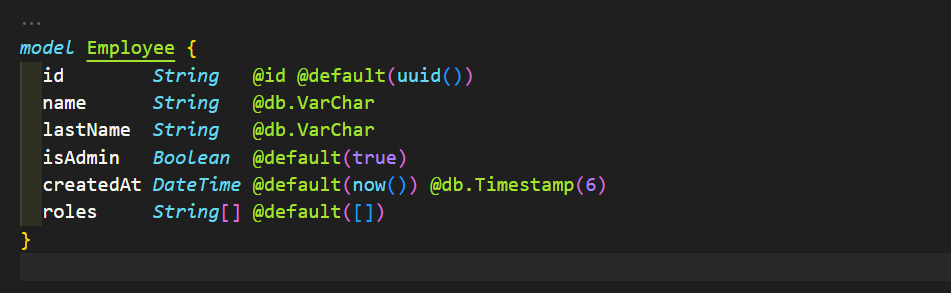 ...
model Employee {
id String @id @default(uuid())
name String @db.VarChar
lastName String @db.VarChar
isAdmin Boolean @default(true)
createdAt DateTime @default(now()) @db.Timestamp(6)
roles String[] @default([])
}